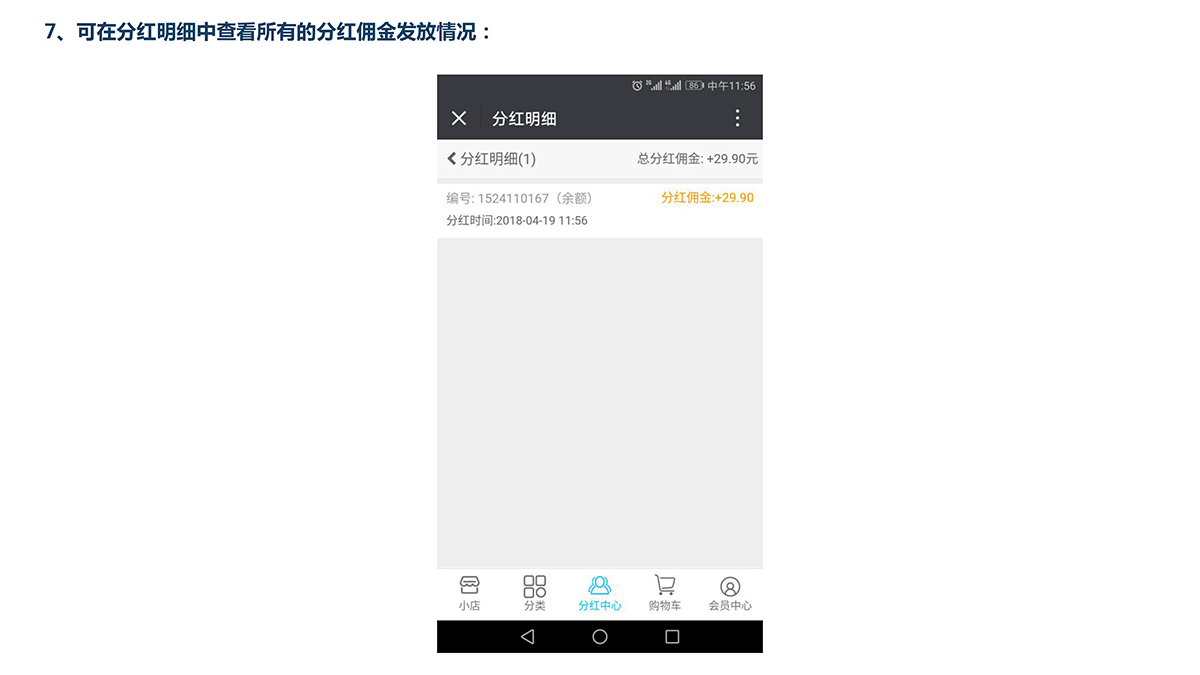 7、可在分红明细中查看所有的分红佣金发放情况：
2G 4G 86 中午11:56
分红明细
分红明细(1) 总分红佣金: +29.90元
编号: 1524110167（余额） 分红佣金:+29.90
分红时间:2018-04-19 11:56
小店 分类 分红中心 购物车 会员中心